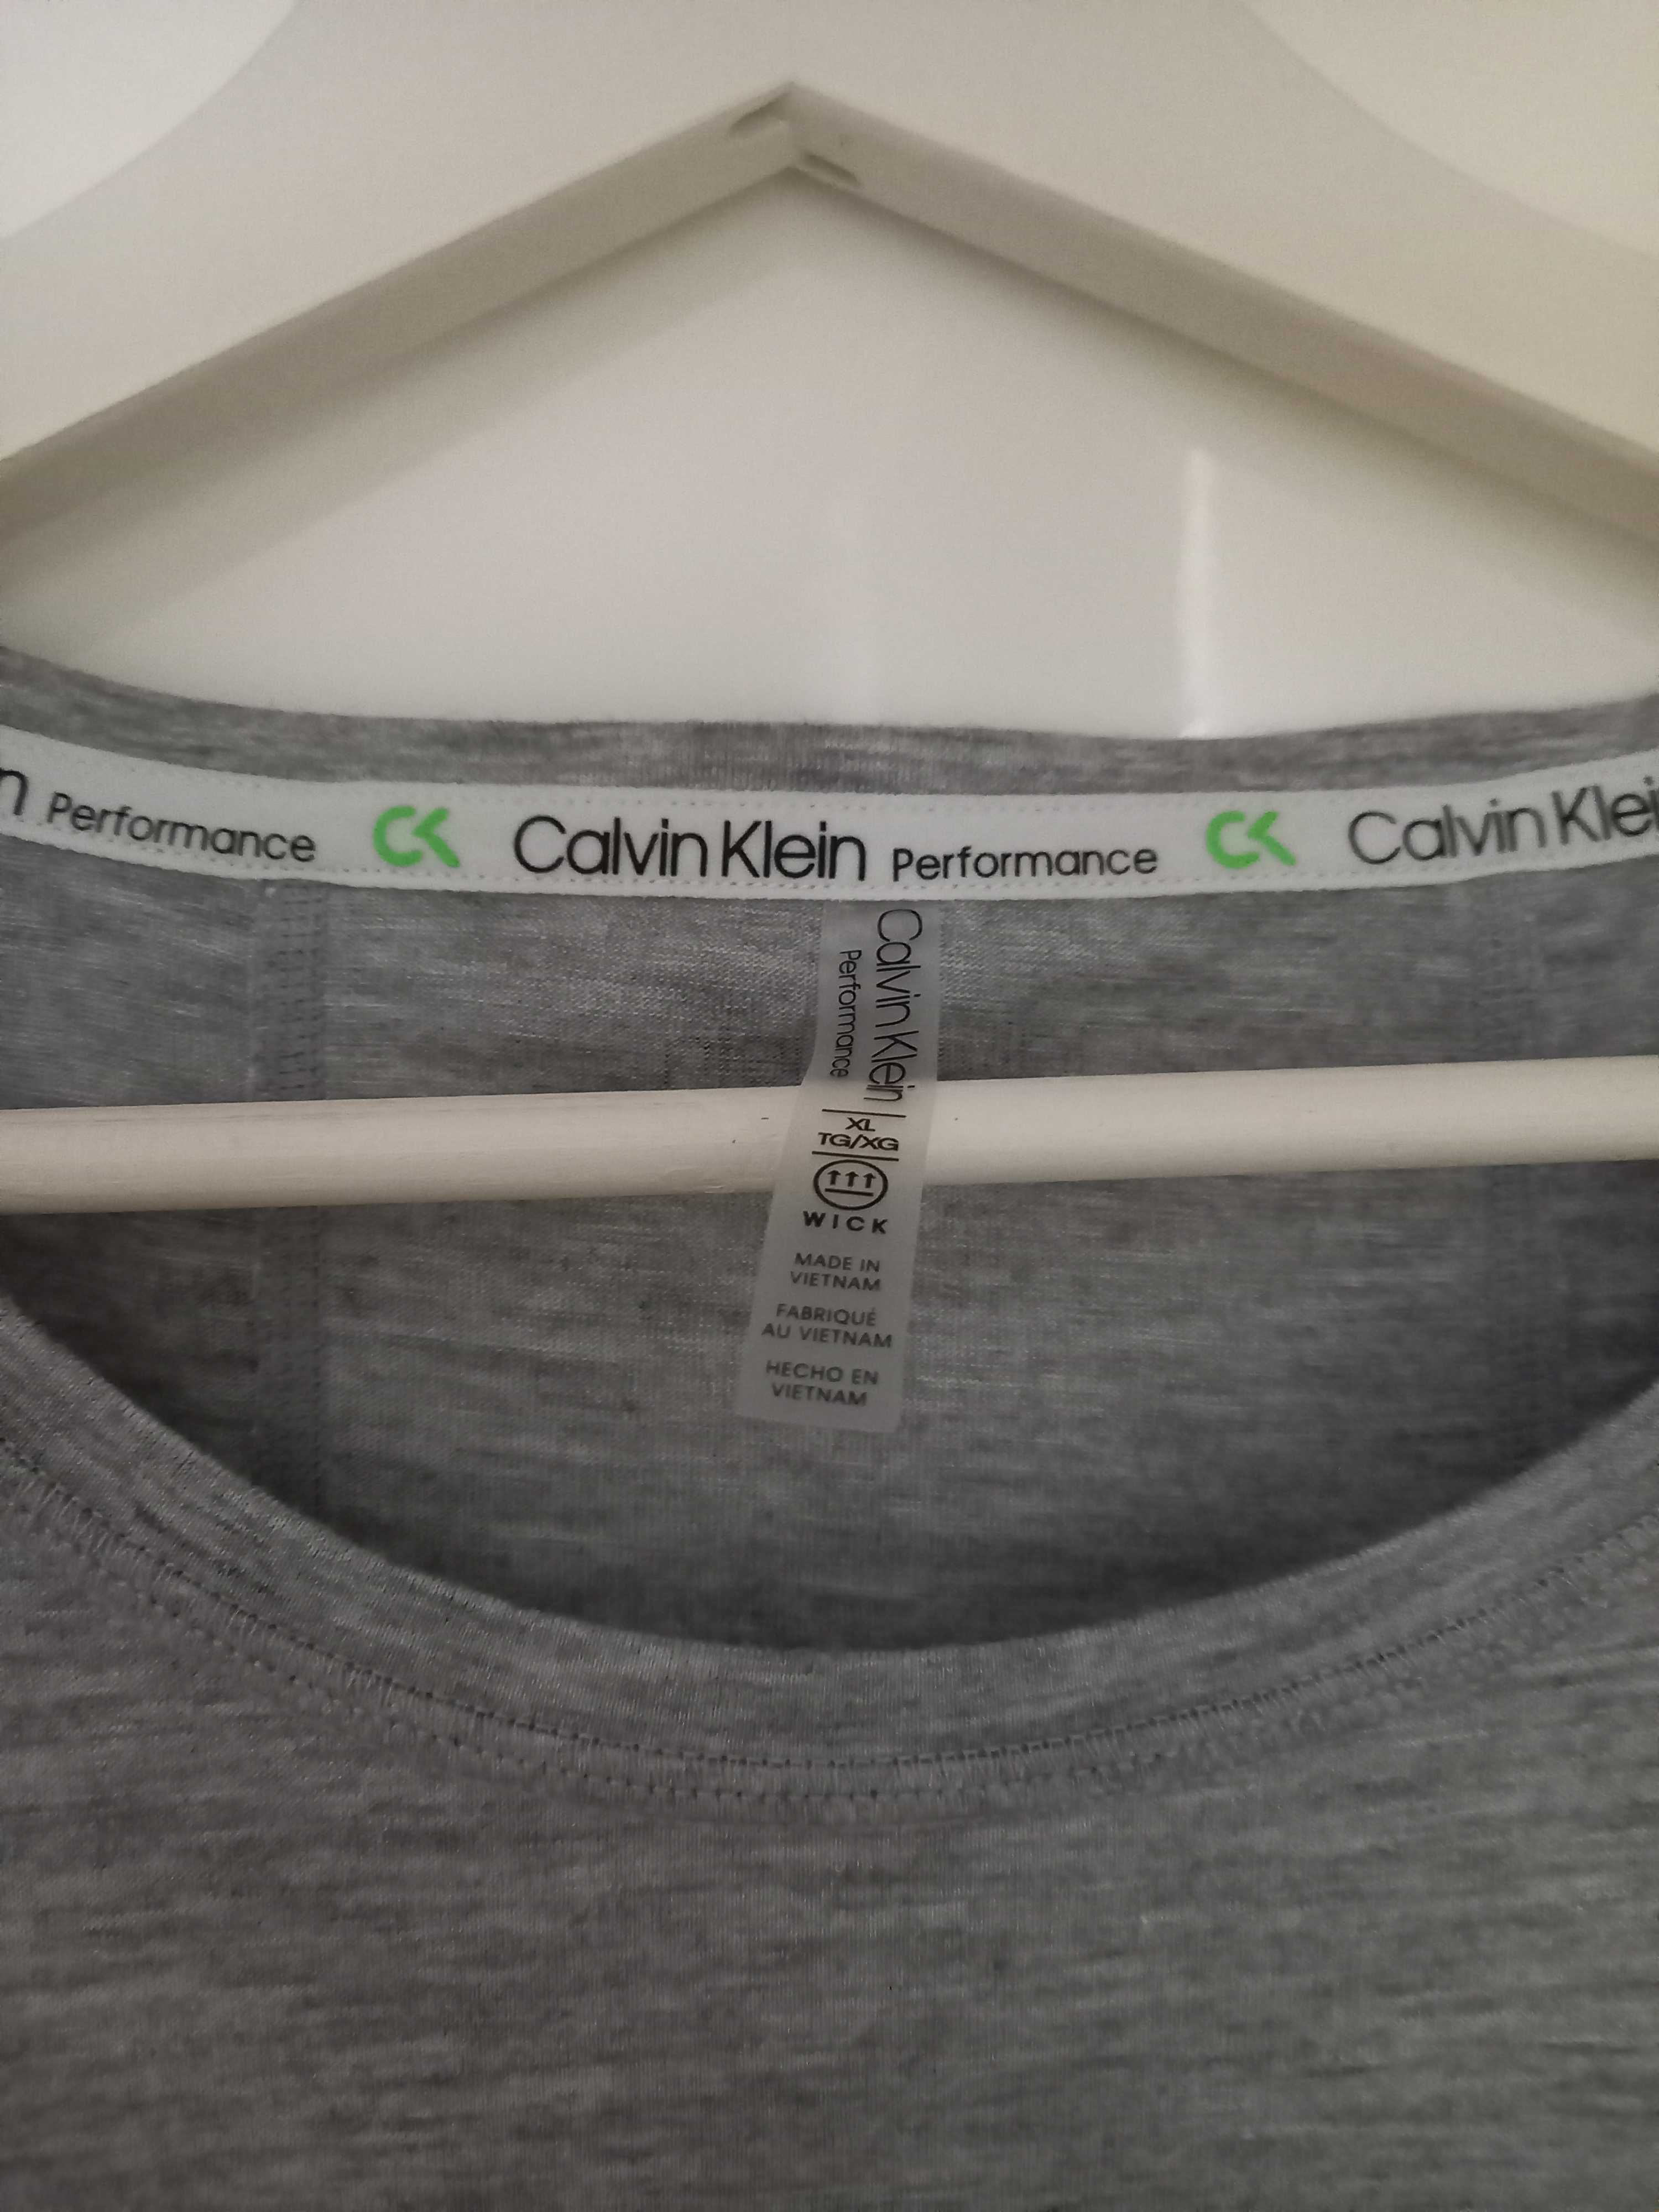 n Performance CK Calvin Klein Performance CK Calvin Klei
Calvin Klein
Performance
XL
TG/XG
WICK
MADE IN
VIETNAM
FABRIQUÉ
AU VIETNAM
HECHO EN
VIETNAM